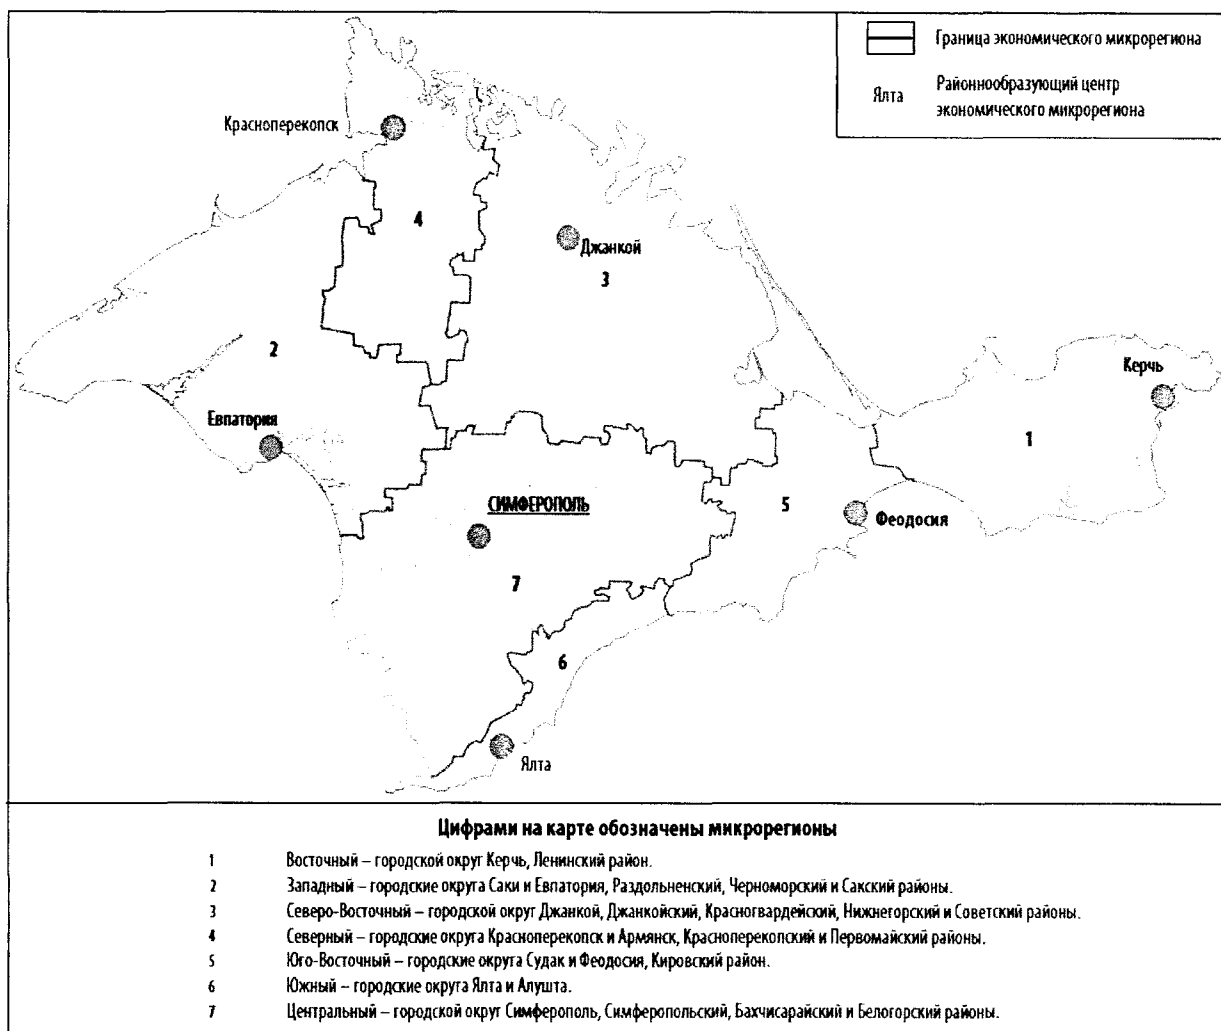 Граница экономического микрорегиона
Ялта
Районнообразующий центр
экономического микрорегиона
Красноперекопск
4
Джанкой
3
2
Керчь
Евпатория
1
СИМФЕРОПОЛЬ
5
Феодосия
7
6
Ялта
Цифрами на карте обозначены микрорегионы
1 Восточный – городской округ Керчь, Ленинский район.
2 Западный – городские округа Саки и Евпатория, Раздольненский, Черноморский и Сакский районы.
3 Северо-Восточный – городской округ Джанкой, Джанкойский, Красногвардейский, Нижнегорский и Советский районы.
4 Северный – городские округа Красноперекопск и Армянск, Красноперекопский и Первомайский районы.
5 Юго-Восточный – городские округа Судак и Феодосия, Кировский район.
6 Южный – городские округа Ялта и Алушта.
7 Центральный – городской округ Симферополь, Симферопольский, Бахчисарайский и Белогорский районы.